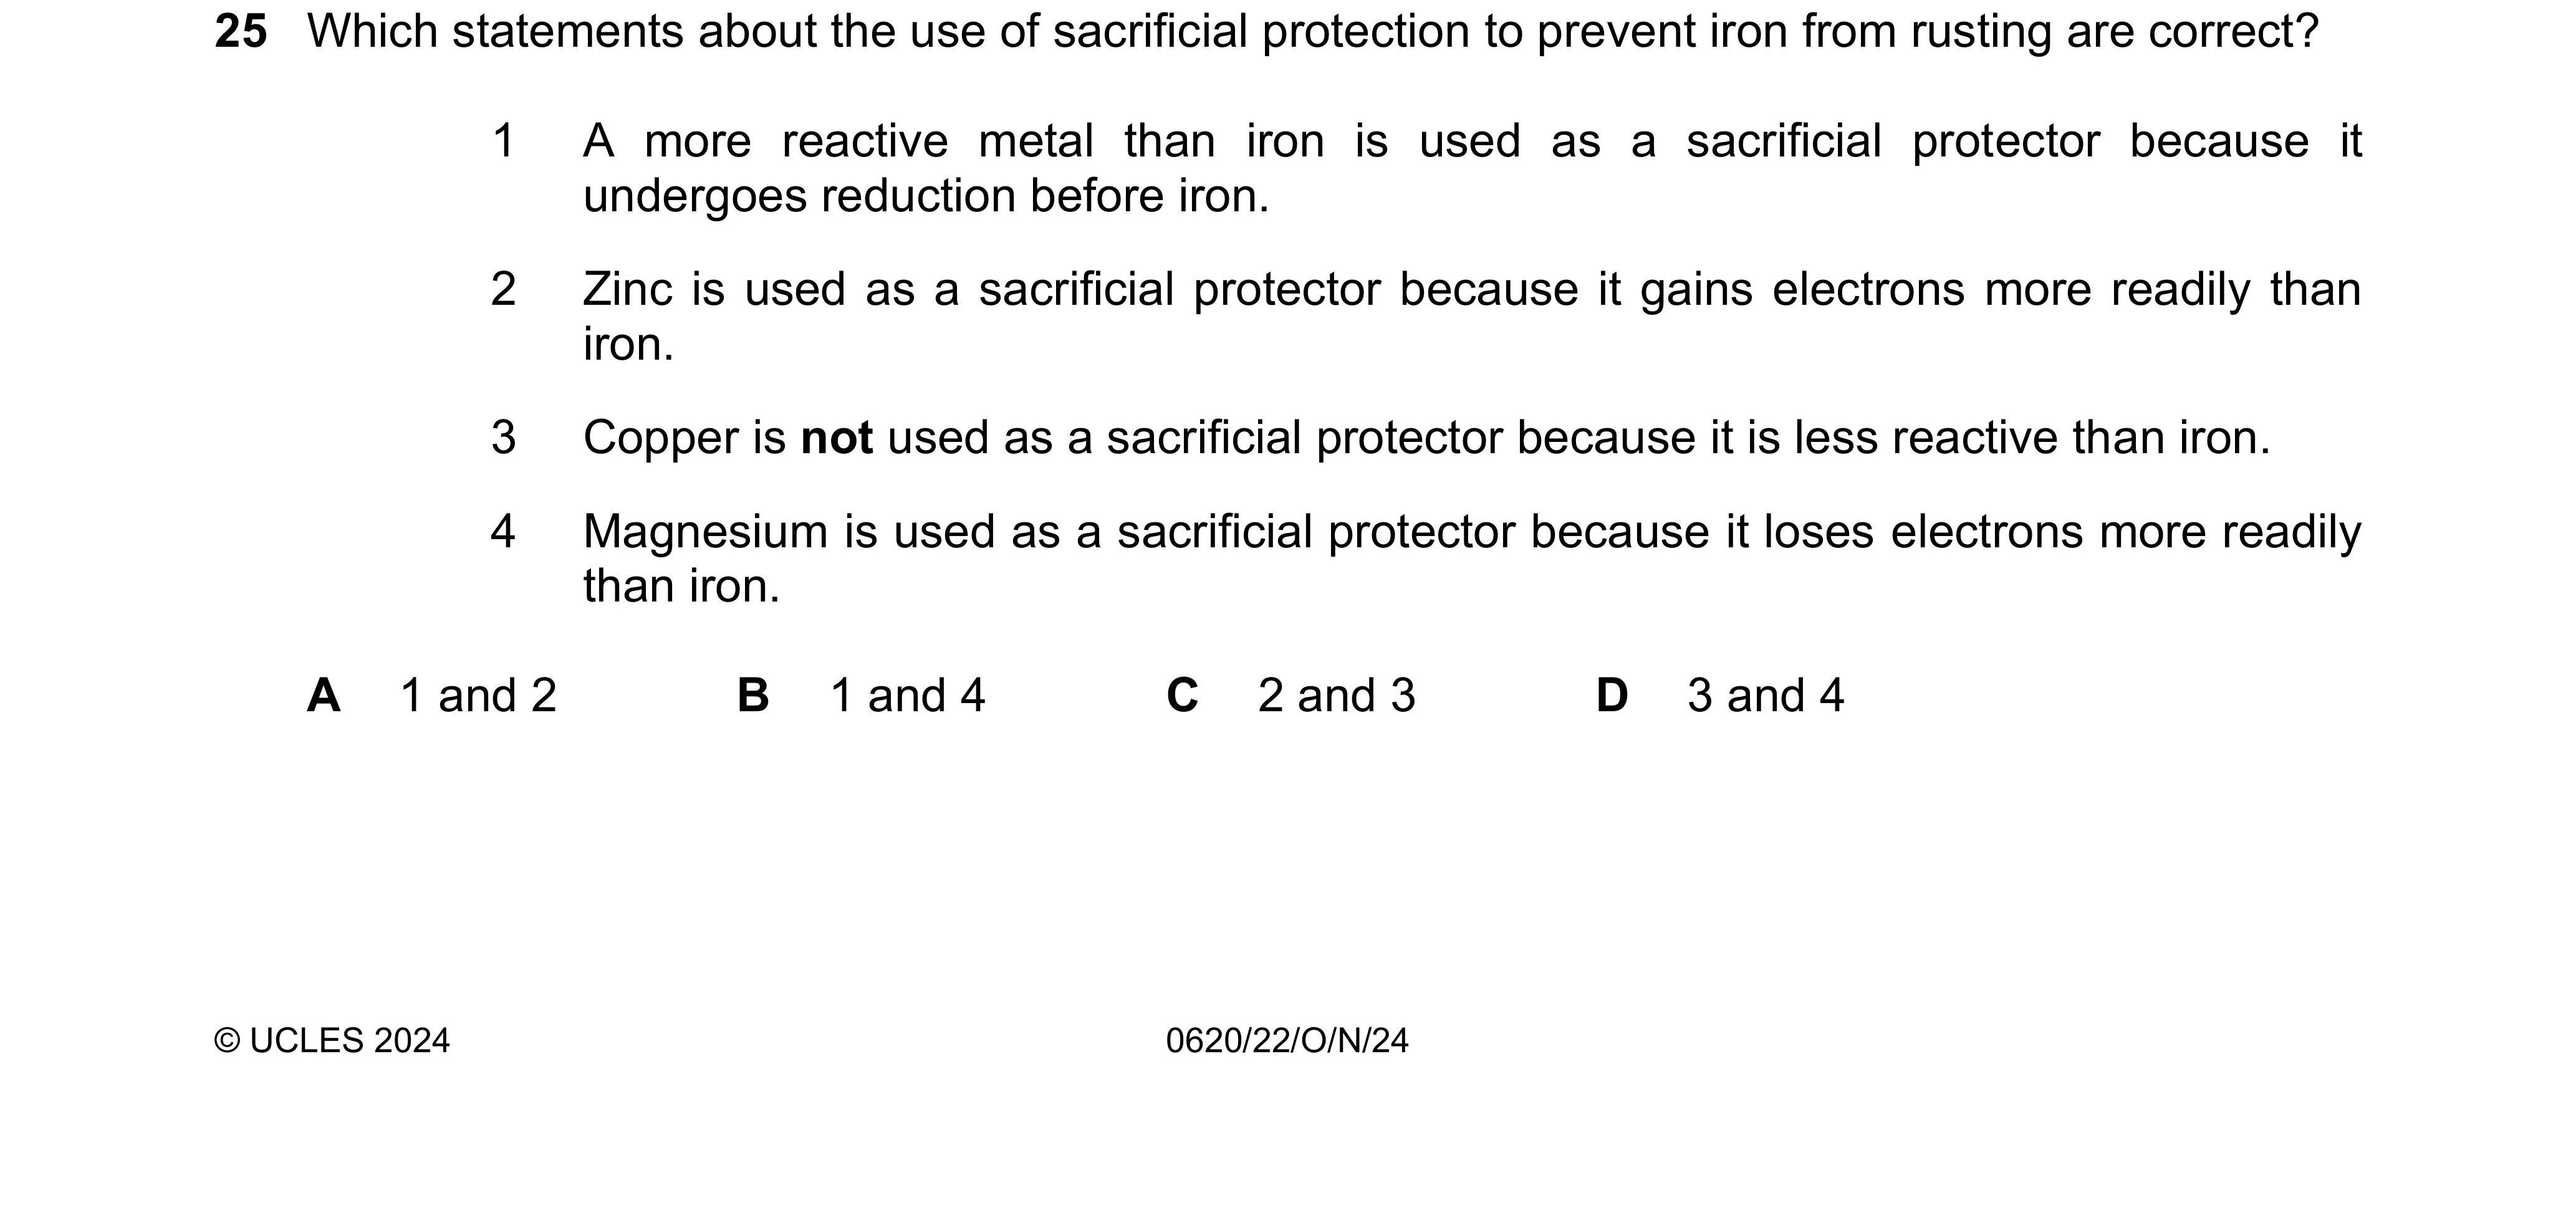 25 Which statements about the use of sacrificial protection to prevent iron from rusting are correct?
1 A more reactive metal than iron is used as a sacrificial protector because it
undergoes reduction before iron.
2 Zinc is used as a sacrificial protector because it gains electrons more readily than
iron.
3 Copper is not used as a sacrificial protector because it is less reactive than iron.
4 Magnesium is used as a sacrificial protector because it loses electrons more readily
than iron.
A 1 and 2 B 1 and 4 C 2 and 3 D 3 and 4
© UCLES 2024 0620/22/O/N/24